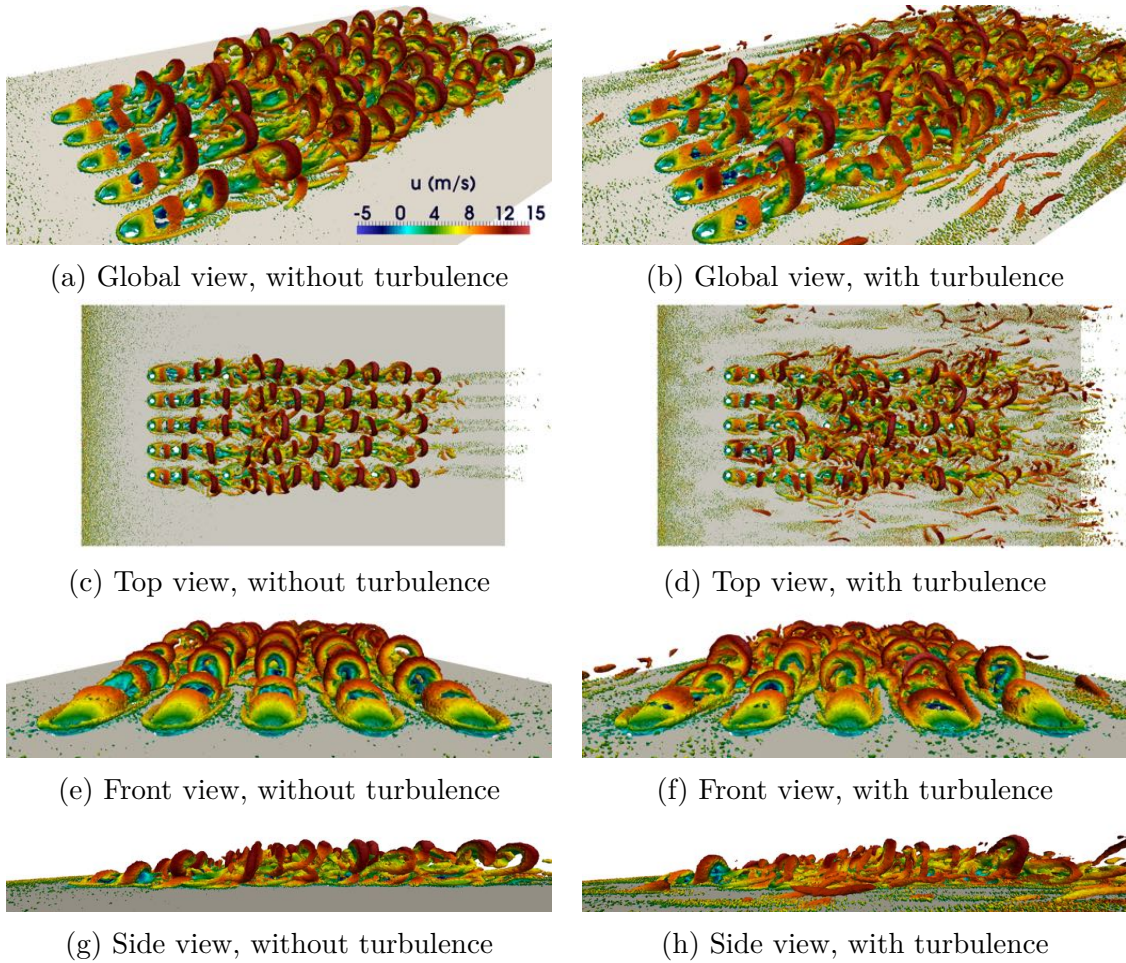 u (m/s)
-5 0 4 8 12 15
(a) Global view, without turbulence
(b) Global view, with turbulence
(c) Top view, without turbulence
(d) Top view, with turbulence
(e) Front view, without turbulence
(f) Front view, with turbulence
(g) Side view, without turbulence
(h) Side view, with turbulence